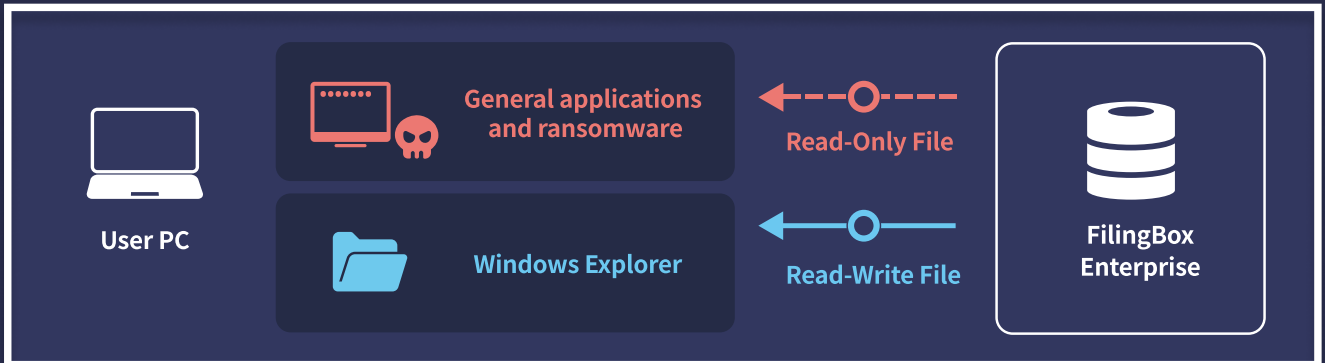 User PC
General applications
and ransomware
Windows Explorer
Read-Only File
Read-Write File
FilingBox
Enterprise